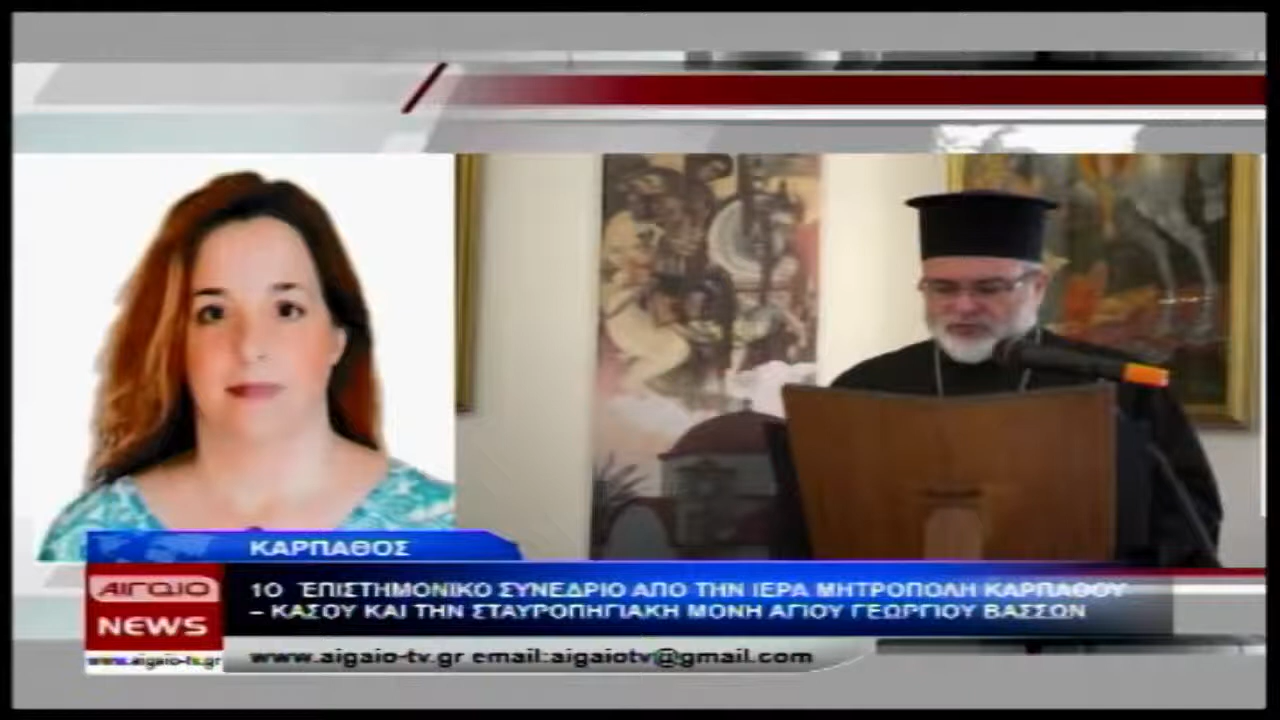 ΚΑΡΠΑΘΟΣ
ΑΙΓΑΙΟ
NEWS
1Ο ΈΠΙΣΤΗΜΟΝΙΚΟ ΣΥΝΕΔΡΙΟ ΑΠΟ ΤΗΝ ΙΕΡΑ ΜΗΤΡΟΠΟΛΗ ΚΑΡΠΑΘΟΥ
– ΚΑΣΟΥ ΚΑΙ ΤΗΝ ΣΤΑΥΡΟΠΗΓΙΑΚΗ ΜΟΝΗ ΑΓΙΟΥ ΓΕΩΡΓΙΟΥ ΒΑΣΣΩΝ
www.aigaio-tv.gr
www.aigaio-tv.gr email:aigaiotv@gmail.com